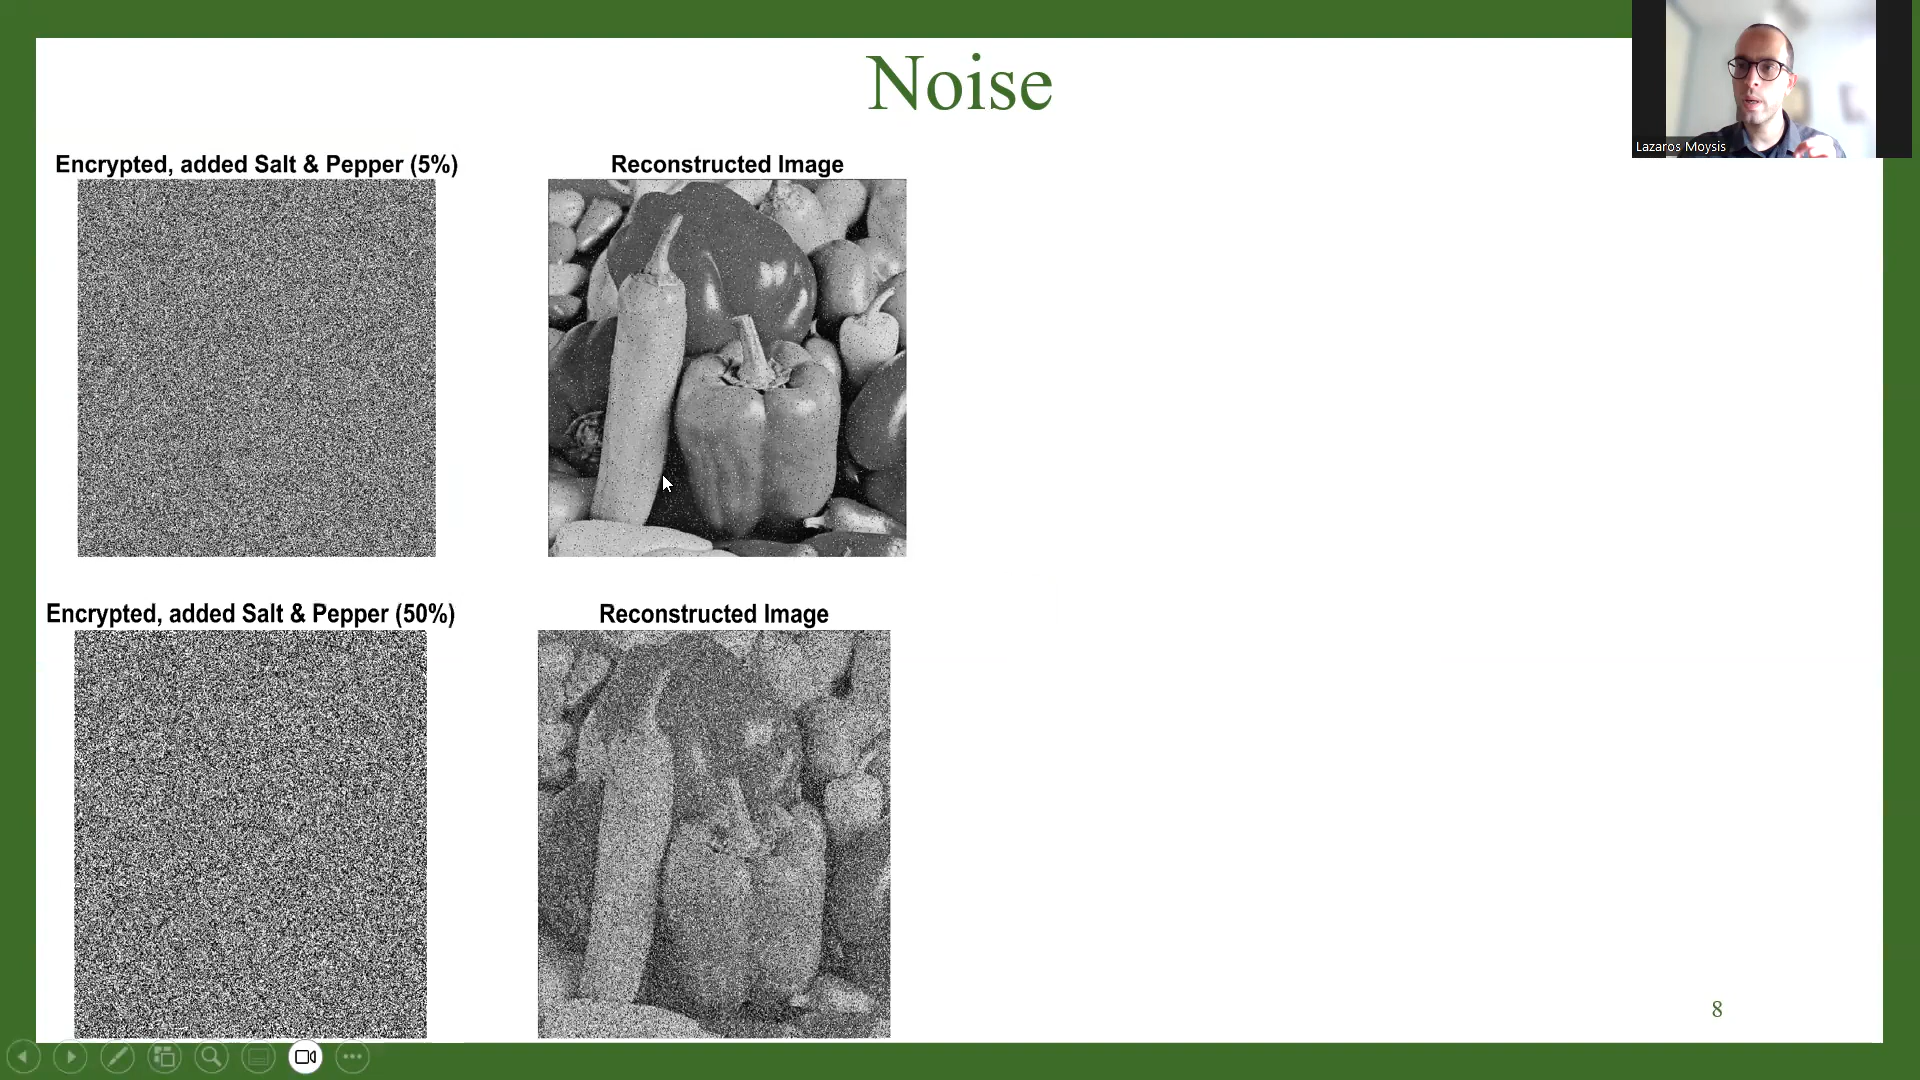 Noise
Lazaros Moysis
Encrypted, added Salt & Pepper (5%)
Reconstructed Image
Encrypted, added Salt & Pepper (50%)
Reconstructed Image
8